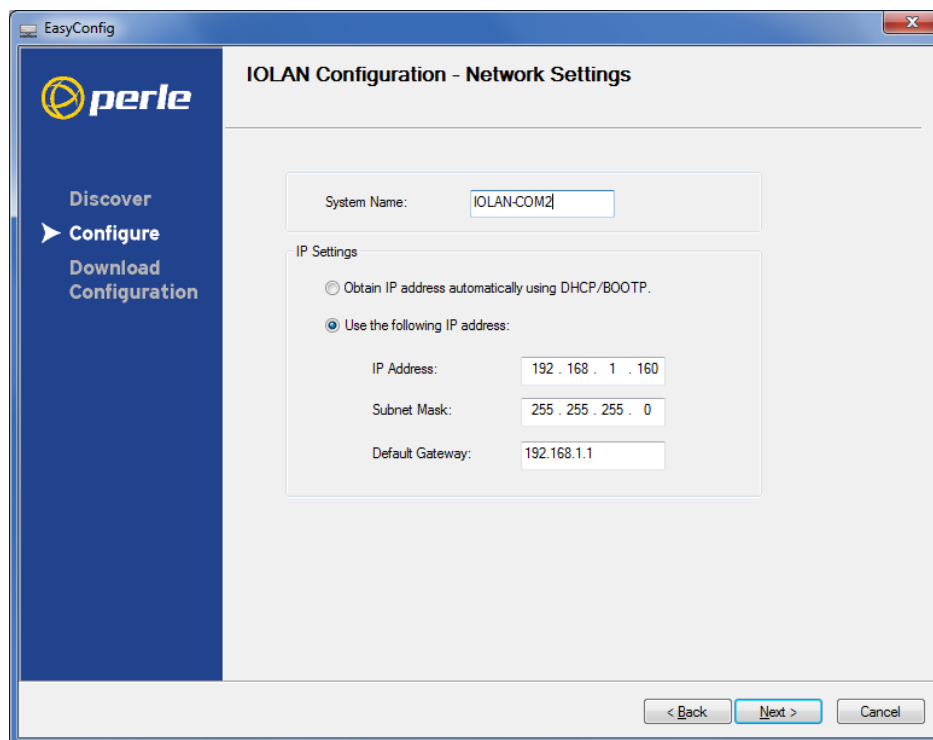 EasyConfig
perle
IOLAN Configuration - Network Settings
Discover
Configure
Download
Configuration
System Name: IOLAN-COM2
IP Settings
Obtain IP address automatically using DHCP/BOOTP.
Use the following IP address:
IP Address: 192 . 168 . 1 . 160
Subnet Mask: 255 . 255 . 255 . 0
Default Gateway: 192.168.1.1
< Back Next > Cancel